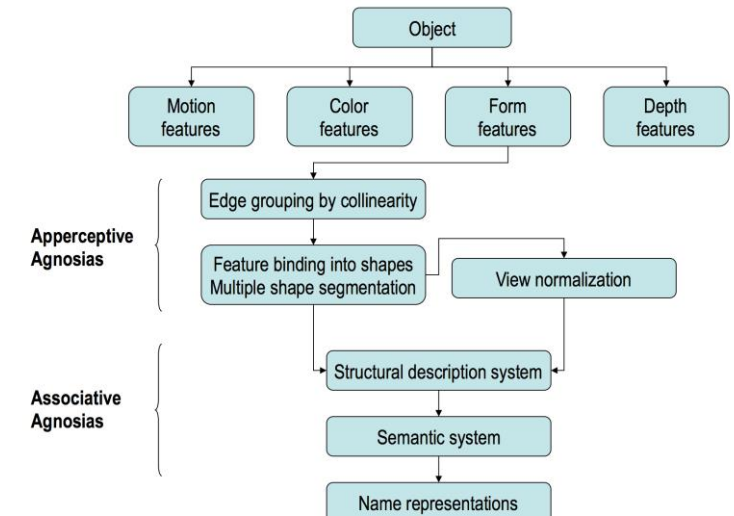 Object
Motion
features
Color
features
Form
features
Depth
features
Edge grouping by collinearity
Apperceptive
Agnosias
Feature binding into shapes
Multiple shape segmentation
View normalization
Structural description system
Associative
Agnosias
Semantic system
Name representations